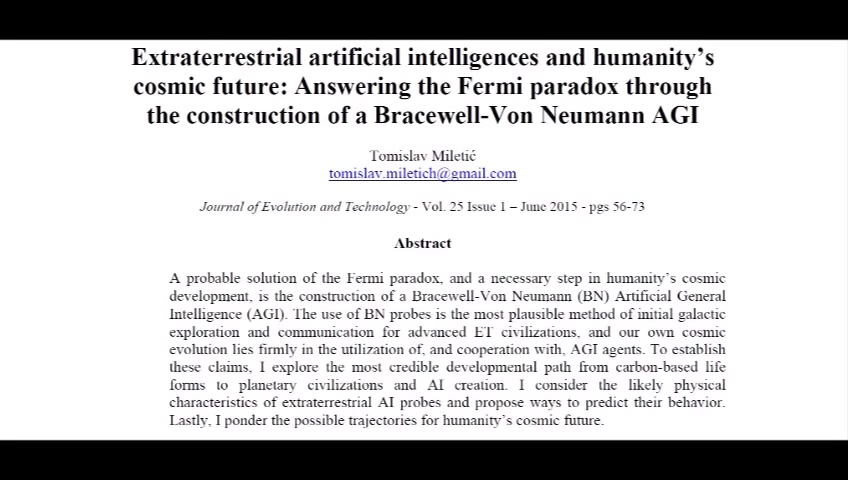 Extraterrestrial artificial intelligences and humanity's
cosmic future: Answering the Fermi paradox through
the construction of a Bracewell-Von Neumann AGI
Tomislav Miletić
tomislav.miletich@gmail.com
Journal of Evolution and Technology - Vol. 25 Issue 1 – June 2015 - pgs 56-73
Abstract
A probable solution of the Fermi paradox, and a necessary step in humanity's cosmic
development, is the construction of a Bracewell-Von Neumann (BN) Artificial General
Intelligence (AGI). The use of BN probes is the most plausible method of initial galactic
exploration and communication for advanced ET civilizations, and our own cosmic
evolution lies firmly in the utilization of, and cooperation with, AGI agents. To establish
these claims, I explore the most credible developmental path from carbon-based life
forms to planetary civilizations and AI creation. I consider the likely physical
characteristics of extraterrestrial AI probes and propose ways to predict their behavior.
Lastly, I ponder the possible trajectories for humanity's cosmic future.